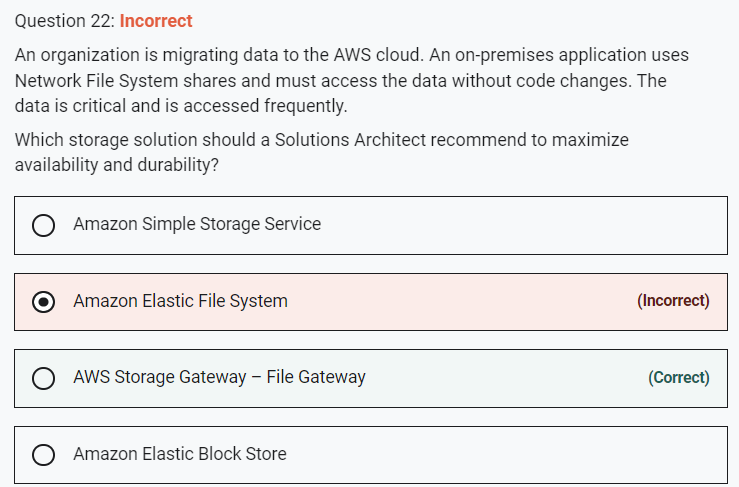 Question 22: Incorrect
An organization is migrating data to the AWS cloud. An on-premises application uses
Network File System shares and must access the data without code changes. The
data is critical and is accessed frequently.
Which storage solution should a Solutions Architect recommend to maximize
availability and durability?
Amazon Simple Storage Service
Amazon Elastic File System (Incorrect)
AWS Storage Gateway – File Gateway (Correct)
Amazon Elastic Block Store